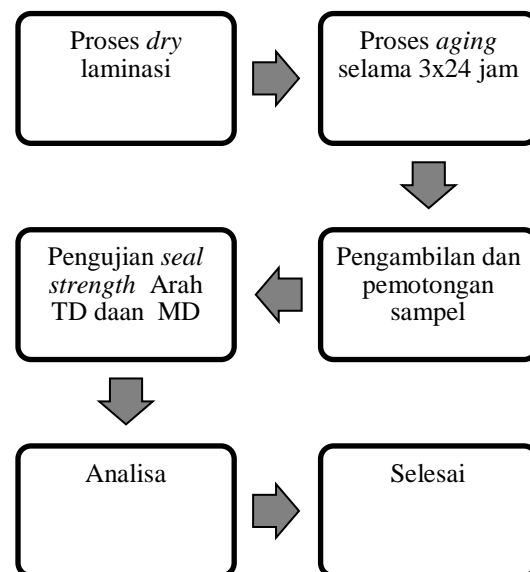 Proses dry
laminasi
Proses aging
selama 3x24 jam
Pengambilan dan
pemotongan
sampel
Pengujian seal
strength Arah
TD daan MD
Analisa
Selesai